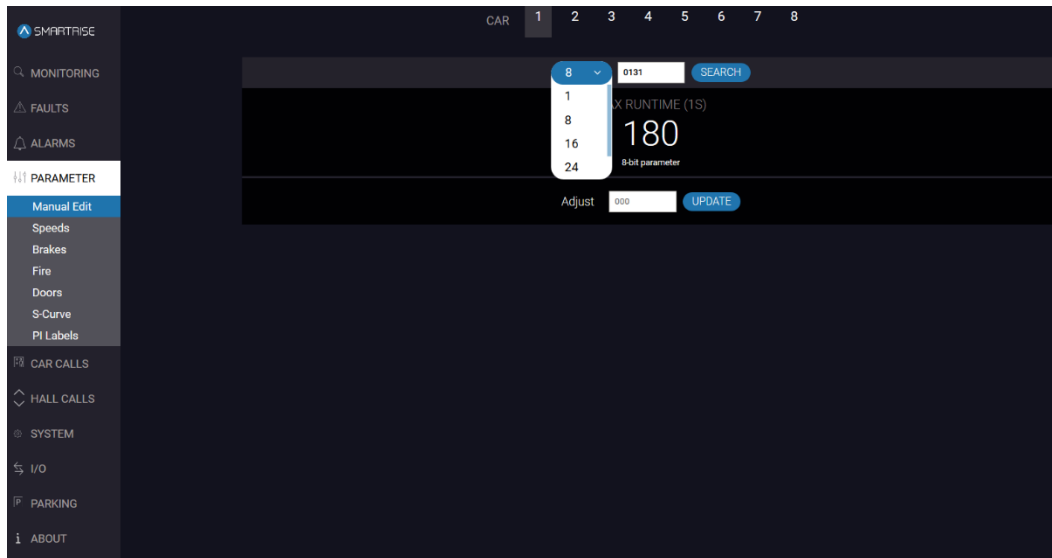 SMARTRISE
CAR 1 2 3 4 5 6 7 8
MONITORING
FAULTS
ALARMS
PARAMETER
Manual Edit
Speeds
Brakes
Fire
Doors
S-Curve
PI Labels
CAR CALLS
HALL CALLS
SYSTEM
I/O
P PARKING
i ABOUT
8 0131 SEARCH
1
8
16
24
X RUNTIME (1S)
180
8-bit parameter
Adjust 000 UPDATE